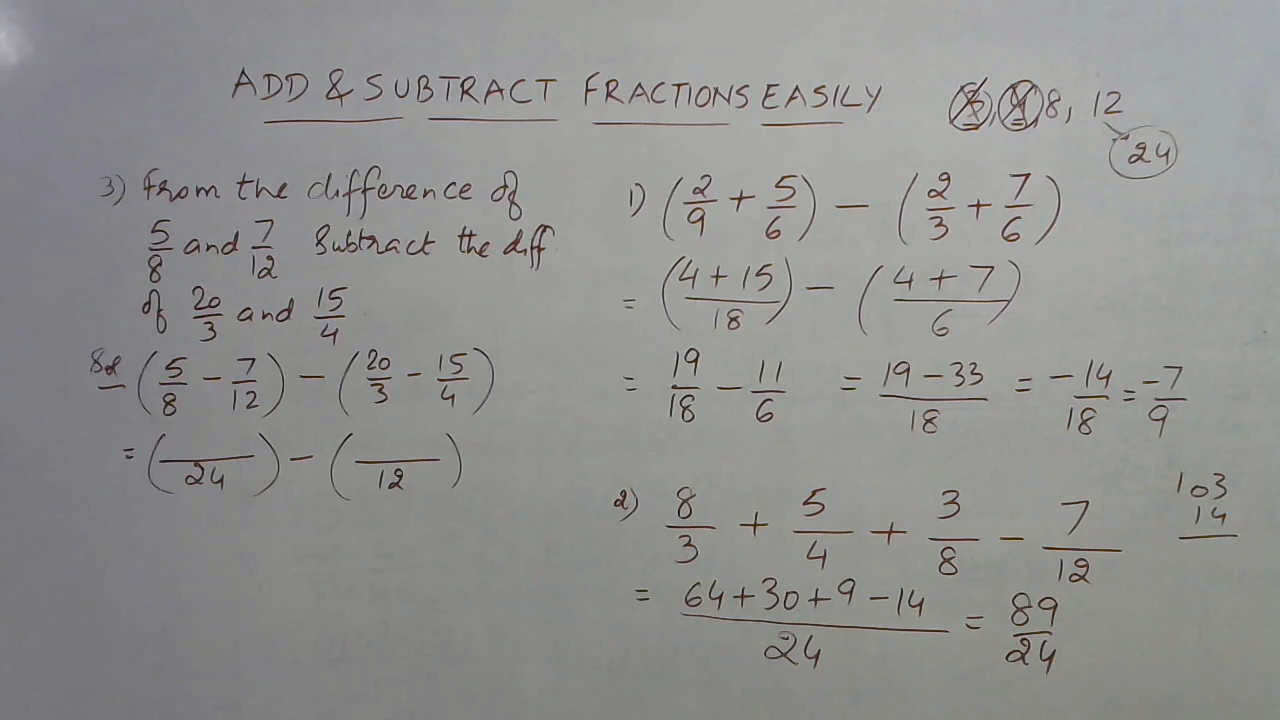 ADD & SUBTRACT FRACTIONS EASILY
8, 12
24
3) From the difference of
5/8 and 7/12 Subtract the diff
of 20/3 and 15/4
Sol (5/8 - 7/12) - (20/3 - 15/4)
= ( /24) - ( /12)
1) (2/9 + 5/6) - (2/3 + 7/6)
= ((4 + 15)/18) - ((4 + 7)/6)
= 19/18 - 11/6 = (19 - 33)/18 = -14/18 = -7/9
2) 8/3 + 5/4 + 3/8 - 7/12
= (64 + 30 + 9 - 14)/24 = 89/24
103
14